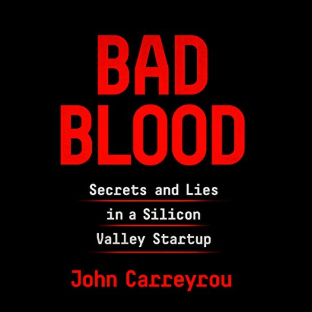 BAD
BLOOD
Secrets and Lies
in a Silicon
Valley Startup
John Carreyrou